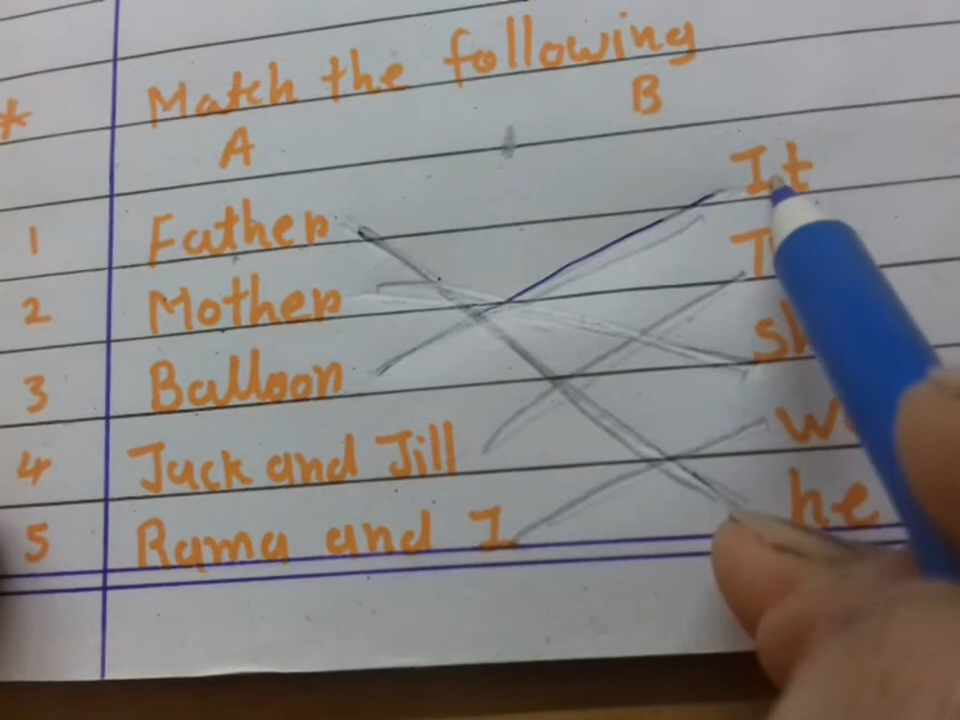 * Match the following
A B
1 Father It
2 Mother
3 Balloon
4 Jack and Jill
5 Rama and I he